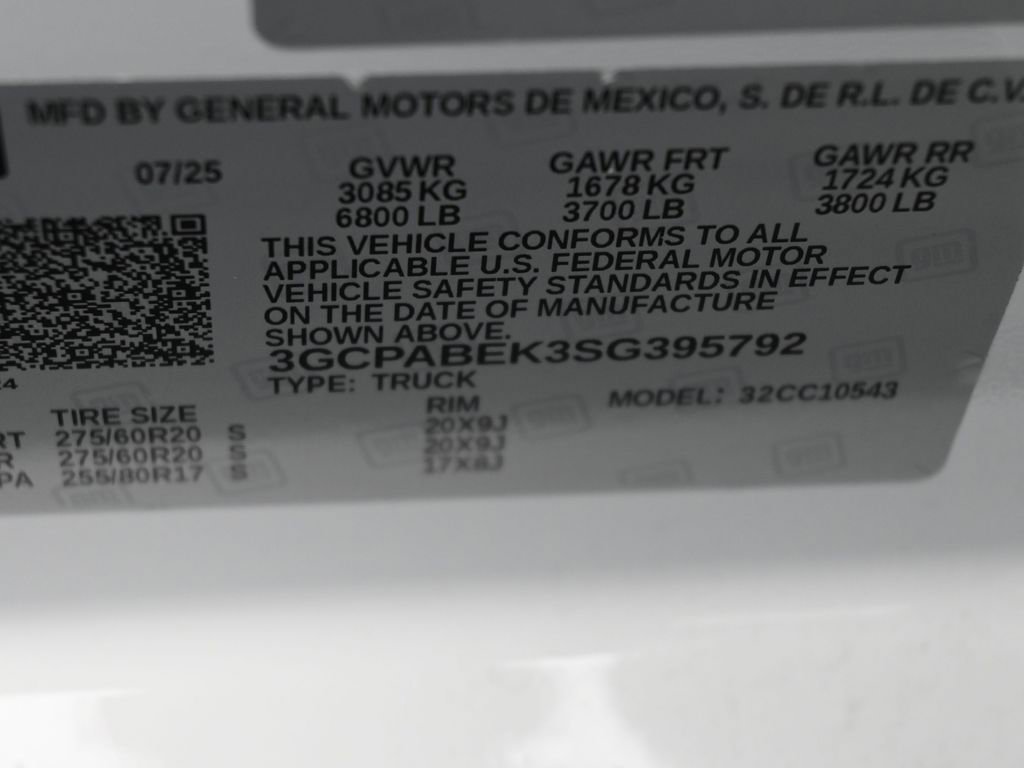 MFD BY GENERAL MOTORS DE MEXICO, S. DE R.L. DE C.V.
07/25 GVWR GAWR FRT GAWR RR
3085 KG 1678 KG 1724 KG
6800 LB 3700 LB 3800 LB
THIS VEHICLE CONFORMS TO ALL
APPLICABLE U.S. FEDERAL MOTOR
VEHICLE SAFETY STANDARDS IN EFFECT
ON THE DATE OF MANUFACTURE
SHOWN ABOVE.
3GCPABEK3SG395792
TYPE: TRUCK MODEL: 32CC10543
TIRE SIZE RIM
RT 275/60R20 S 20X9J
R 275/60R20 S 20X9J
PA 255/80R17 S 17X8J
gm